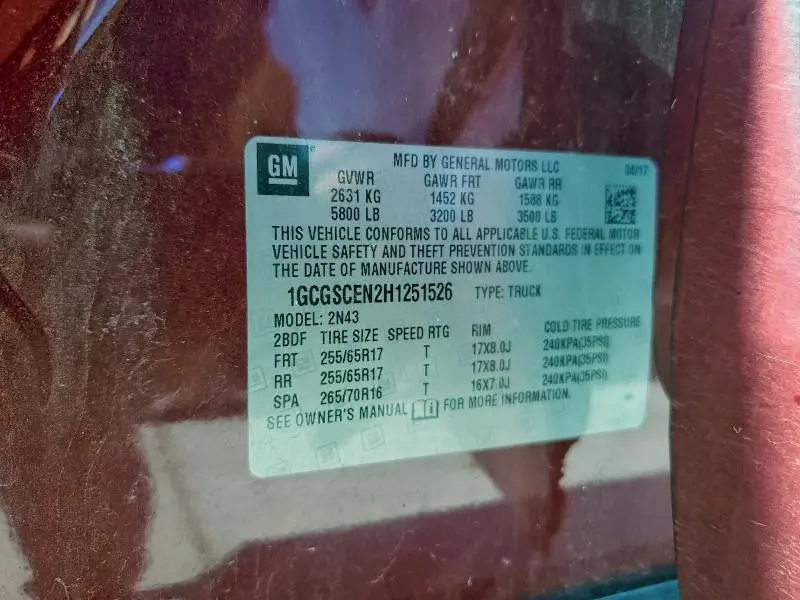 GM
MFD BY GENERAL MOTORS LLC 04/17
GVWR GAWR FRT GAWR RR
2631 KG 1452 KG 1588 KG
5800 LB 3200 LB 3500 LB
THIS VEHICLE CONFORMS TO ALL APPLICABLE U.S. FEDERAL MOTOR
VEHICLE SAFETY AND THEFT PREVENTION STANDARDS IN EFFECT ON
THE DATE OF MANUFACTURE SHOWN ABOVE.
1GCGSCEN2H1251526 TYPE: TRUCK
MODEL: 2N43
2BDF TIRE SIZE SPEED RTG RIM COLD TIRE PRESSURE
FRT 255/65R17 T 17X8.0J 240KPA(35PSI)
RR 255/65R17 T 17X8.0J 240KPA(35PSI)
SPA 265/70R16 T 16X7.0J 240KPA(35PSI)
SEE OWNER'S MANUAL FOR MORE INFORMATION.